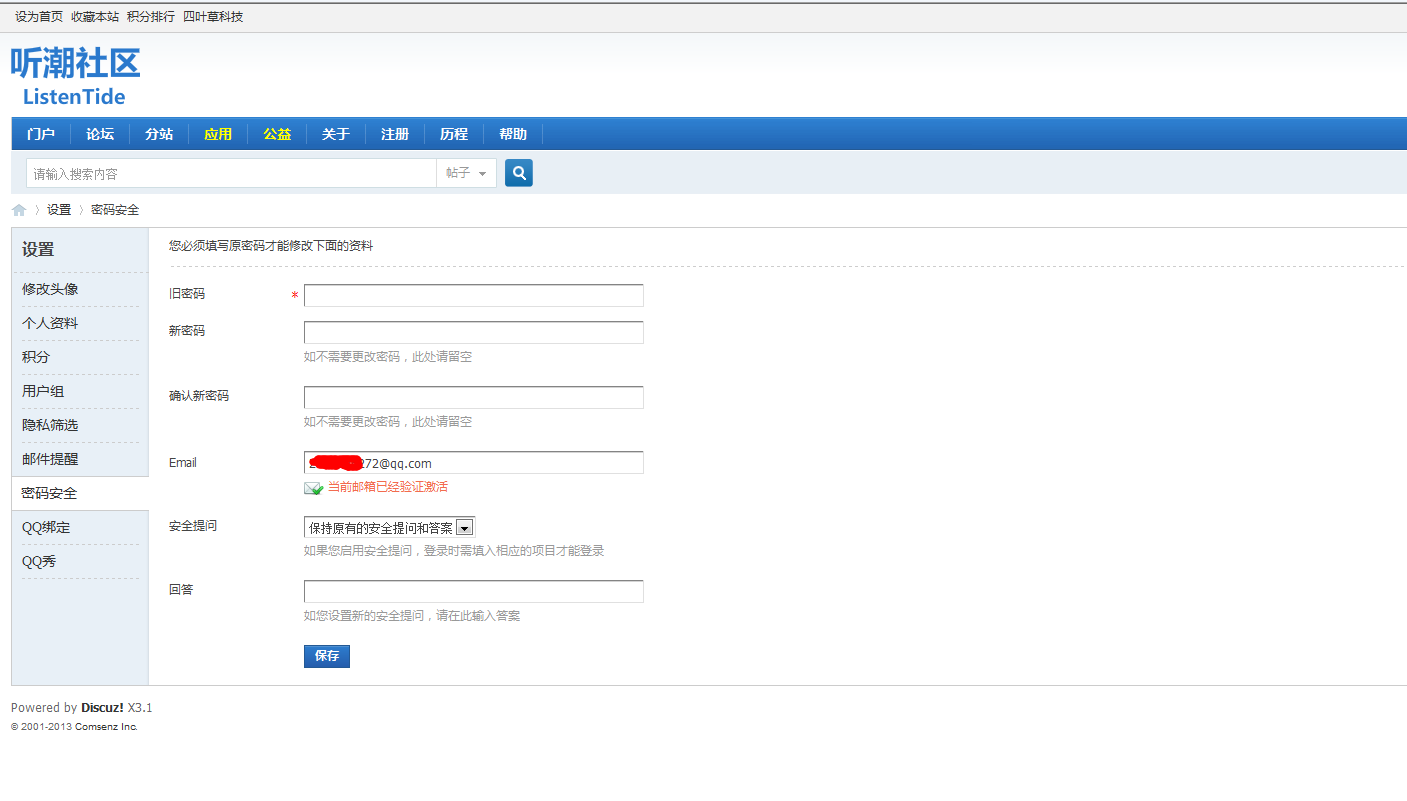 设为首页 收藏本站 积分排行 四叶草科技
听潮社区
ListenTide
门户 论坛 分站 应用 公益 关于 注册 历程 帮助
请输入搜索内容 帖子
设置 密码安全
设置
修改头像
个人资料
积分
用户组
隐私筛选
邮件提醒
密码安全
QQ绑定
QQ秀
您必须填写原密码才能修改下面的资料
旧密码 *
新密码
如不需要更改密码，此处请留空
确认新密码
如不需要更改密码，此处请留空
Email 272@qq.com
当前邮箱已经验证激活
安全提问 保持原有的安全提问和答案
如果您启用安全提问，登录时需填入相应的项目才能登录
回答
如您设置新的安全提问，请在此输入答案
保存
Powered by Discuz! X3.1
© 2001-2013 Comsenz Inc.